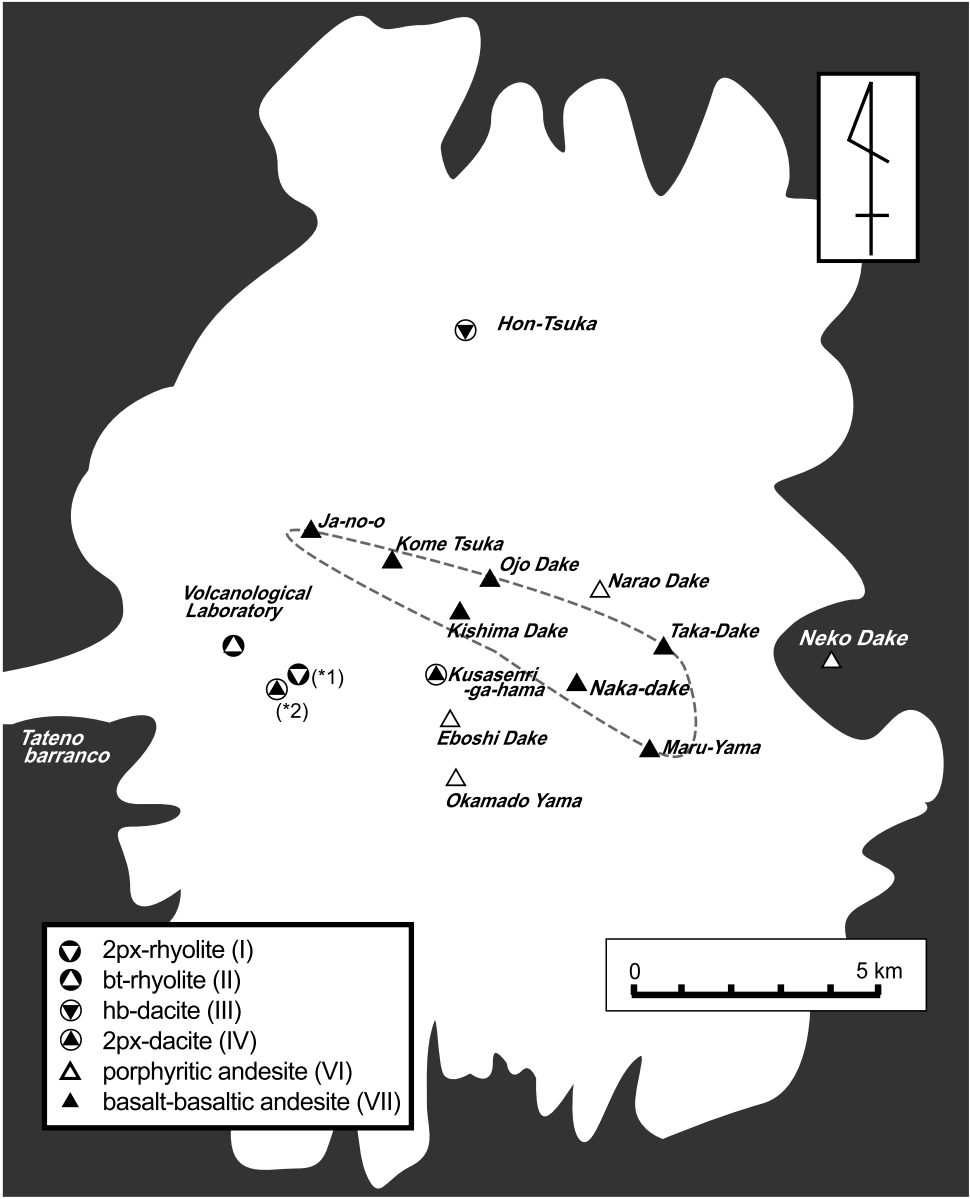 Hon-Tsuka
Ja-no-o
Kome Tsuka
Ojo Dake
Narao Dake
Volcanological
Laboratory
Kishima Dake
Taka-Dake
Neko Dake
(*1)
Kusasenri
-ga-hama
Naka-dake
(*2)
Tateno
barranco
Eboshi Dake
Maru-Yama
Okamado Yama
2px-rhyolite (I)
bt-rhyolite (II)
hb-dacite (III)
2px-dacite (IV)
porphyritic andesite (VI)
basalt-basaltic andesite (VII)
0 5 km